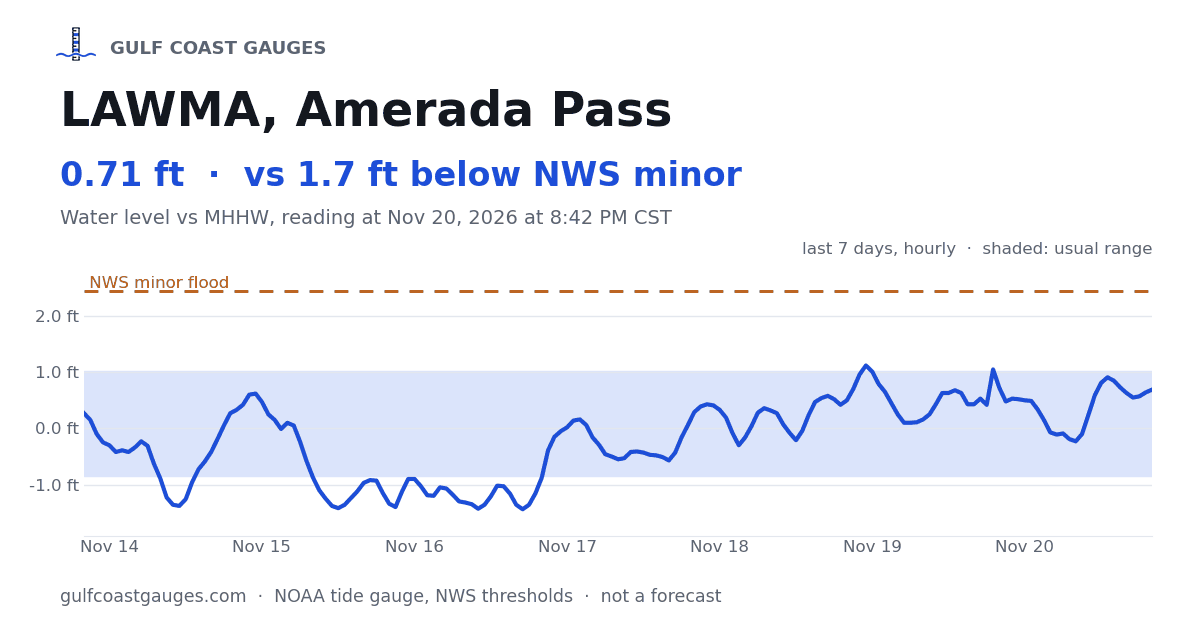 GULF COAST GAUGES
LAWMA, Amerada Pass
0.71 ft · vs 1.7 ft below NWS minor
Water level vs MHHW, reading at Nov 20, 2026 at 8:42 PM CST
last 7 days, hourly · shaded: usual range
NWS minor flood
2.0 ft
1.0 ft
0.0 ft
-1.0 ft
Nov 14 Nov 15 Nov 16 Nov 17 Nov 18 Nov 19 Nov 20
gulfcoastgauges.com · NOAA tide gauge, NWS thresholds · not a forecast